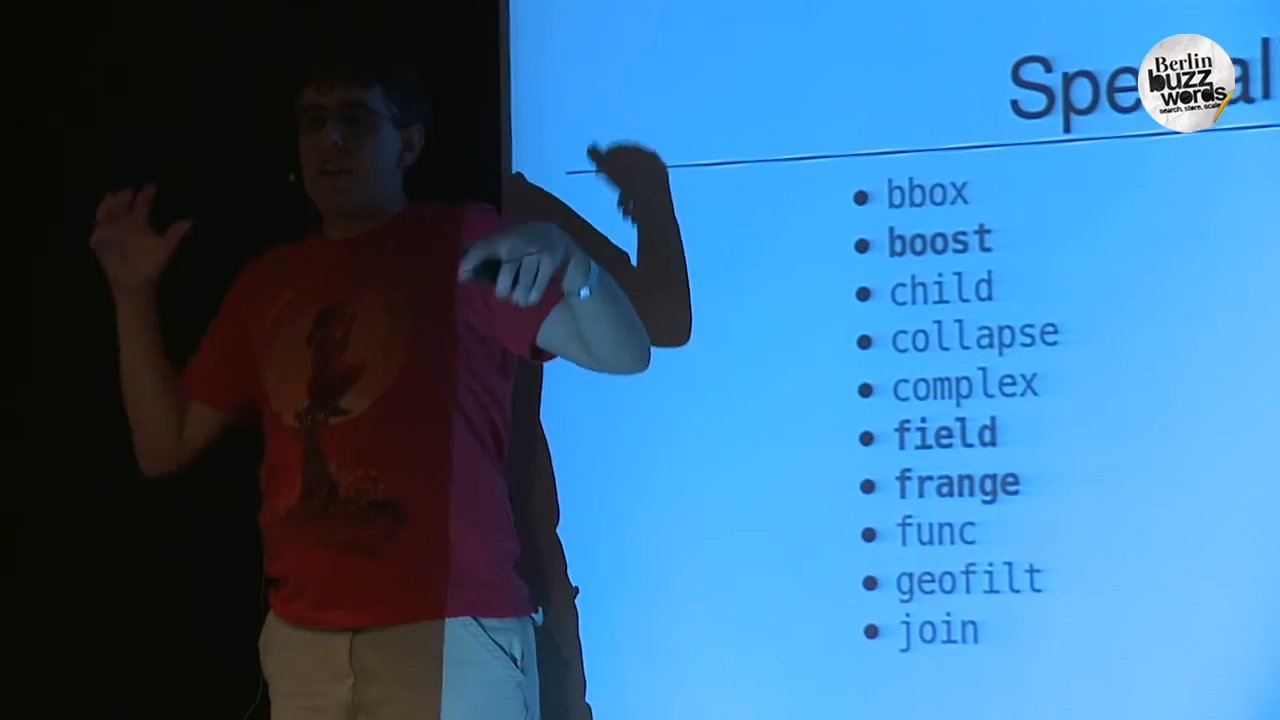 Spe al
Berlin
buzz
words
search. store. scale
• bbox
• boost
• child
• collapse
• complex
• field
• frange
• func
• geofilt
• join